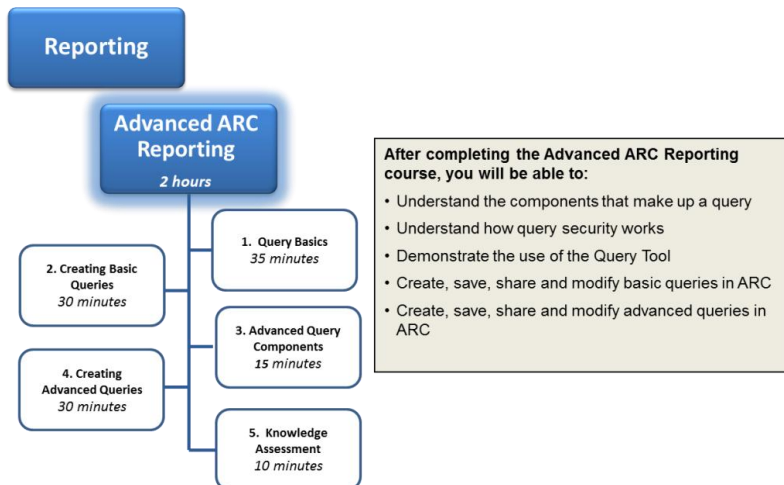 Reporting
Advanced ARC
Reporting
2 hours
1. Query Basics
35 minutes
2. Creating Basic
Queries
30 minutes
3. Advanced Query
Components
15 minutes
4. Creating
Advanced Queries
30 minutes
5. Knowledge
Assessment
10 minutes
After completing the Advanced ARC Reporting
course, you will be able to:
• Understand the components that make up a query
• Understand how query security works
• Demonstrate the use of the Query Tool
• Create, save, share and modify basic queries in ARC
• Create, save, share and modify advanced queries in
ARC